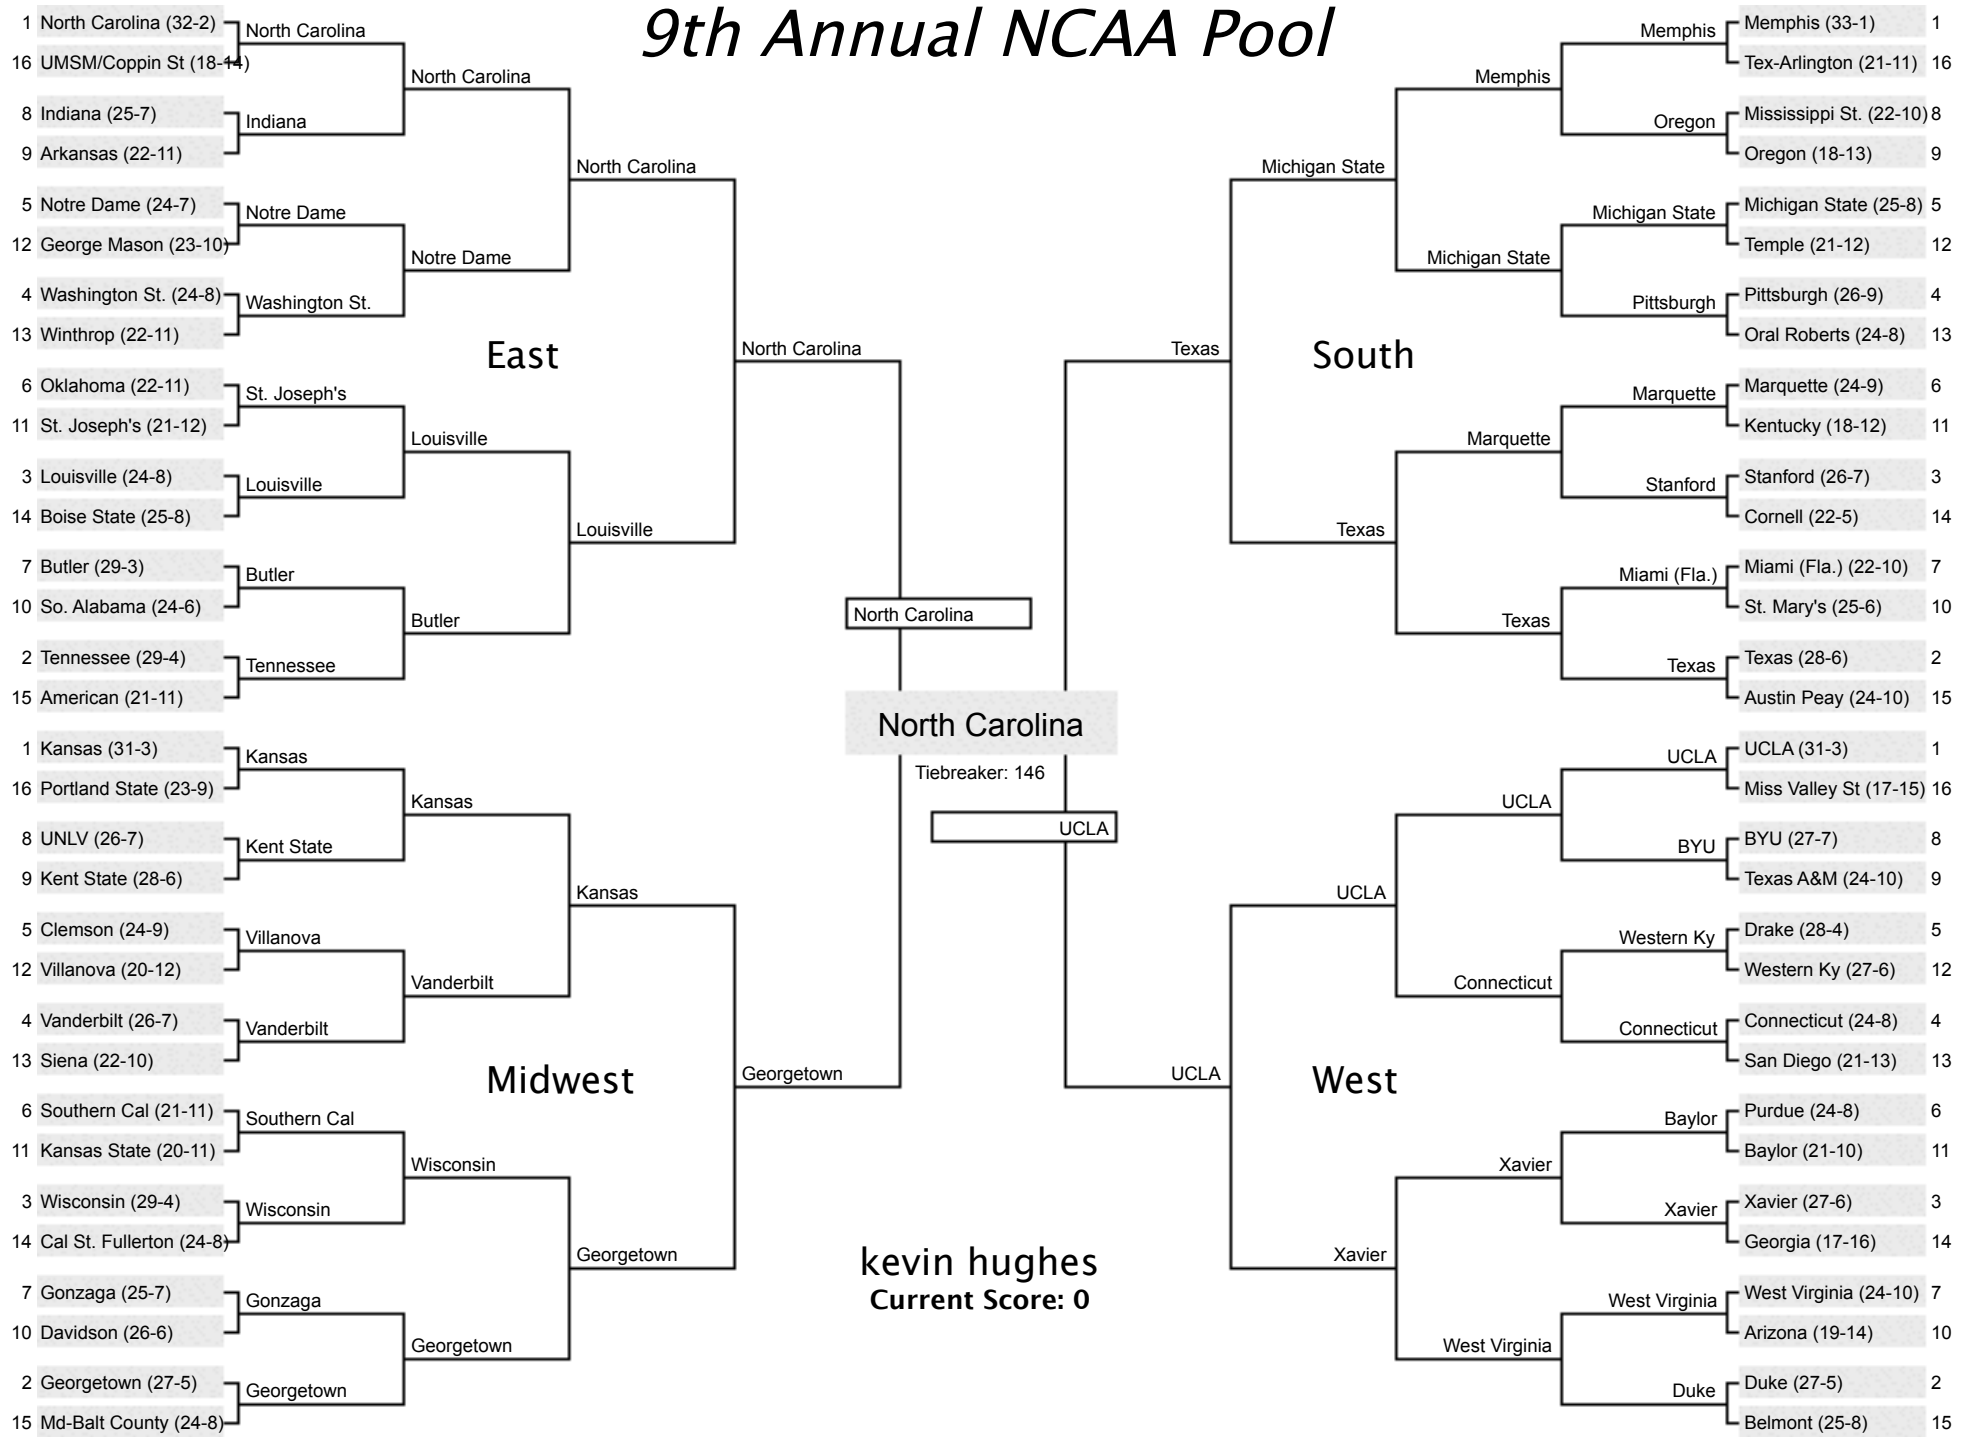 9th Annual NCAA Pool
1 North Carolina (32-2)
16 UMSM/Coppin St (18-14)
8 Indiana (25-7)
9 Arkansas (22-11)
5 Notre Dame (24-7)
12 George Mason (23-10)
4 Washington St. (24-8)
13 Winthrop (22-11)
6 Oklahoma (22-11)
11 St. Joseph's (21-12)
3 Louisville (24-8)
14 Boise State (25-8)
7 Butler (29-3)
10 So. Alabama (24-6)
2 Tennessee (29-4)
15 American (21-11)
North Carolina
Indiana
Notre Dame
Washington St.
St. Joseph's
Louisville
Butler
Tennessee
North Carolina
Notre Dame
Louisville
Butler
North Carolina
Louisville
East
North Carolina
1 Kansas (31-3)
16 Portland State (23-9)
8 UNLV (26-7)
9 Kent State (28-6)
5 Clemson (24-9)
12 Villanova (20-12)
4 Vanderbilt (26-7)
13 Siena (22-10)
6 Southern Cal (21-11)
11 Kansas State (20-11)
3 Wisconsin (29-4)
14 Cal St. Fullerton (24-8)
7 Gonzaga (25-7)
10 Davidson (26-6)
2 Georgetown (27-5)
15 Md-Balt County (24-8)
Kansas
Kent State
Villanova
Vanderbilt
Southern Cal
Wisconsin
Gonzaga
Georgetown
Kansas
Vanderbilt
Wisconsin
Georgetown
Kansas
Georgetown
Midwest
Georgetown
North Carolina
North Carolina
Tiebreaker: 146
UCLA
kevin hughes
Current Score: 0
Memphis (33-1) 1
Tex-Arlington (21-11) 16
Mississippi St. (22-10) 8
Oregon (18-13) 9
Michigan State (25-8) 5
Temple (21-12) 12
Pittsburgh (26-9) 4
Oral Roberts (24-8) 13
Marquette (24-9) 6
Kentucky (18-12) 11
Stanford (26-7) 3
Cornell (22-5) 14
Miami (Fla.) (22-10) 7
St. Mary's (25-6) 10
Texas (28-6) 2
Austin Peay (24-10) 15
Memphis
Oregon
Michigan State
Pittsburgh
Marquette
Stanford
Miami (Fla.)
Texas
Memphis
Michigan State
Marquette
Texas
Michigan State
Texas
South
Texas
UCLA (31-3) 1
Miss Valley St (17-15) 16
BYU (27-7) 8
Texas A&M (24-10) 9
Drake (28-4) 5
Western Ky (27-6) 12
Connecticut (24-8) 4
San Diego (21-13) 13
Purdue (24-8) 6
Baylor (21-10) 11
Xavier (27-6) 3
Georgia (17-16) 14
West Virginia (24-10) 7
Arizona (19-14) 10
Duke (27-5) 2
Belmont (25-8) 15
UCLA
BYU
Western Ky
Connecticut
Baylor
Xavier
West Virginia
Duke
UCLA
Connecticut
Xavier
West Virginia
UCLA
Xavier
West
UCLA